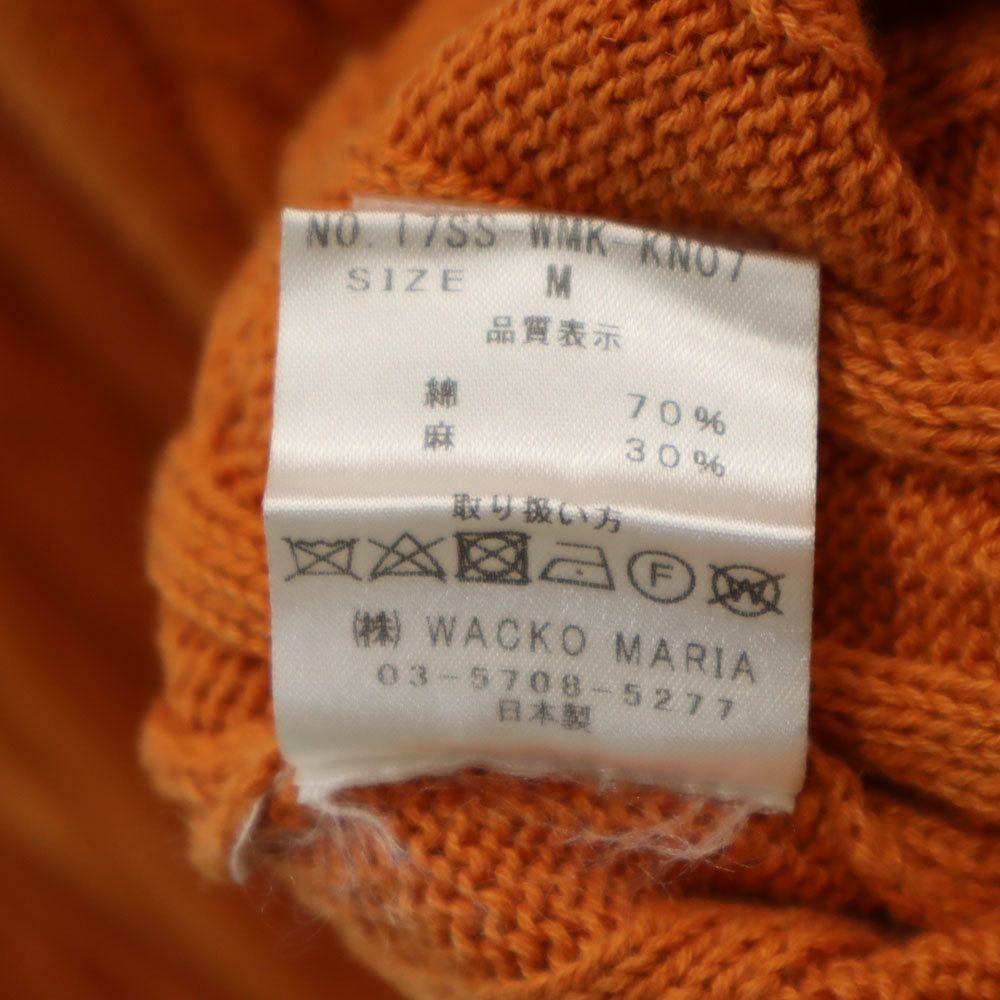 NO. 17SS-WMK-KN07
SIZE M
品質表示
綿 70%
麻 30%
取り扱い方
F W
㈱ WACKO MARIA
03-5708-5277
日本製